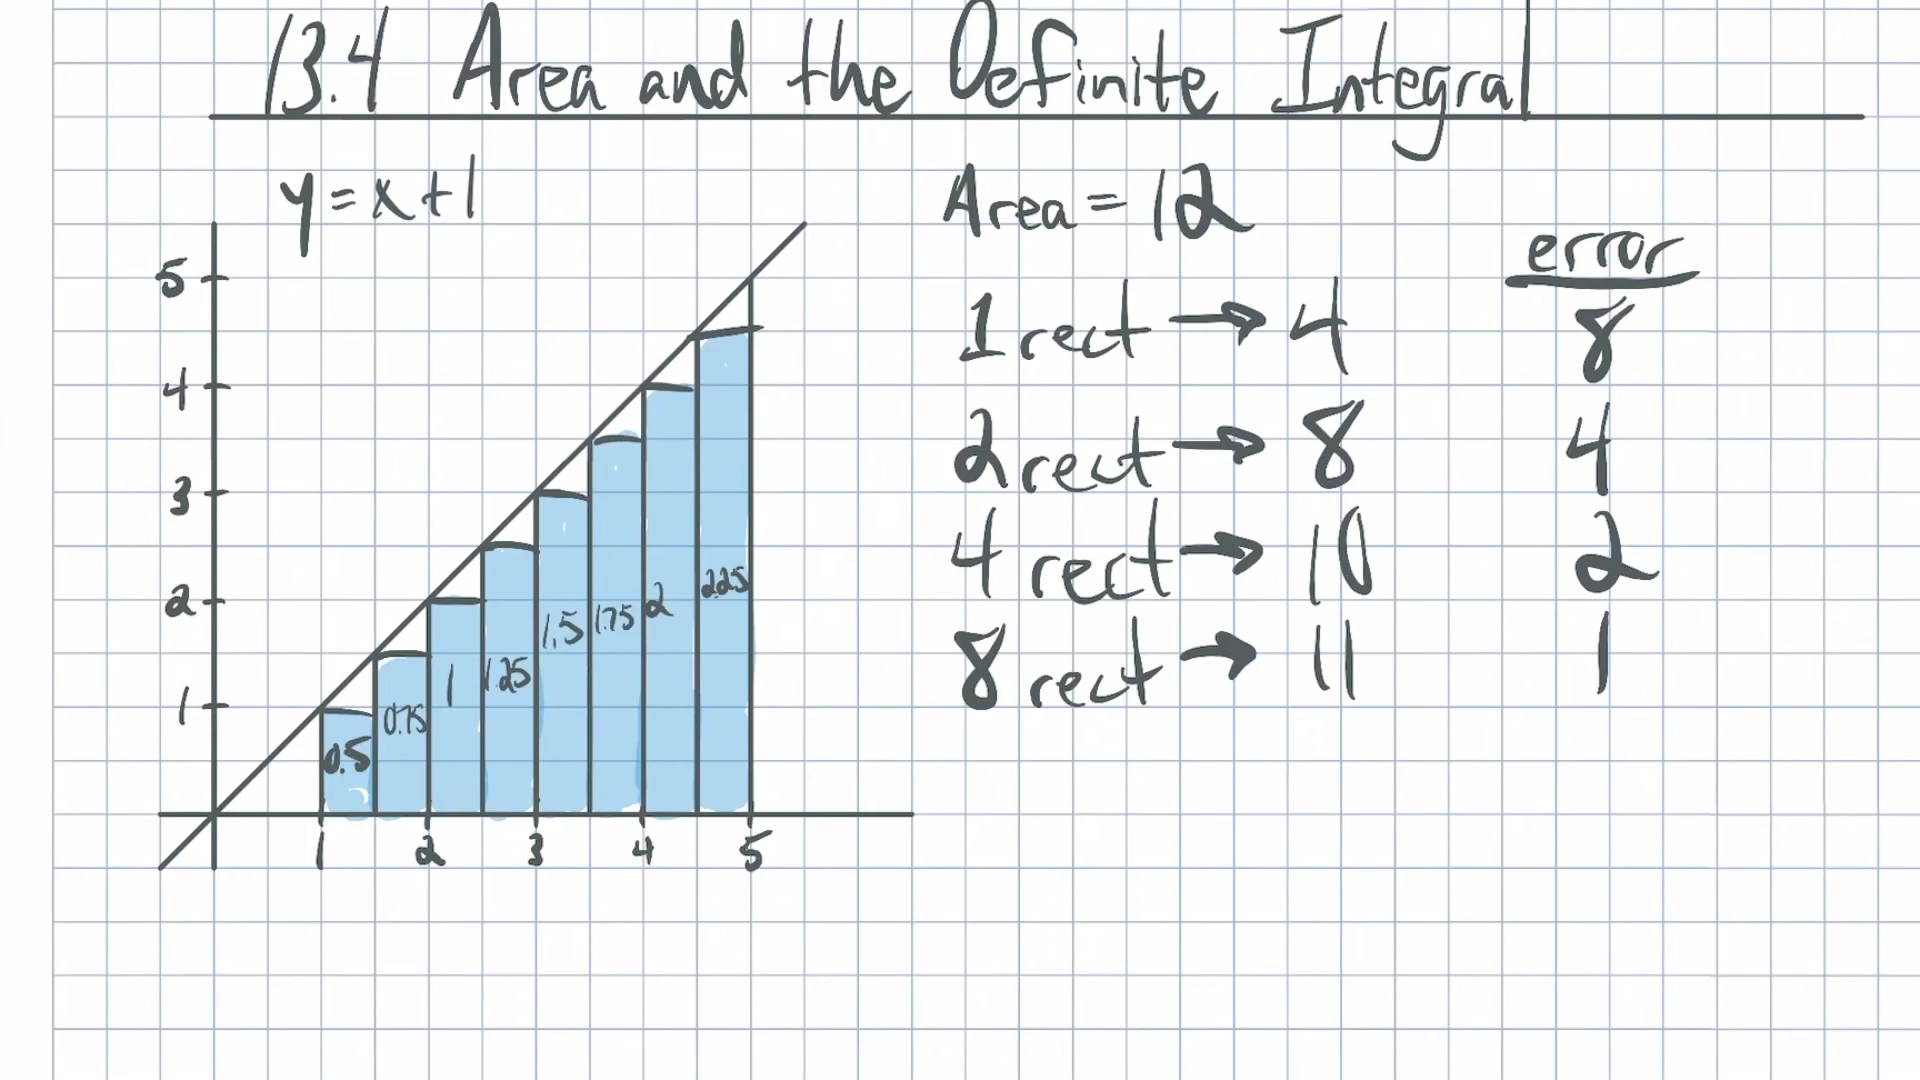 13.4 Area and the Definite Integral
y = x + 1
5
4
3
2
1
0.5
0.75
1
1.25
1.5
1.75
2
2.25
1 2 3 4 5
Area = 12
error
1 rect → 4 8
2 rect → 8 4
4 rect → 10 2
8 rect → 11 1